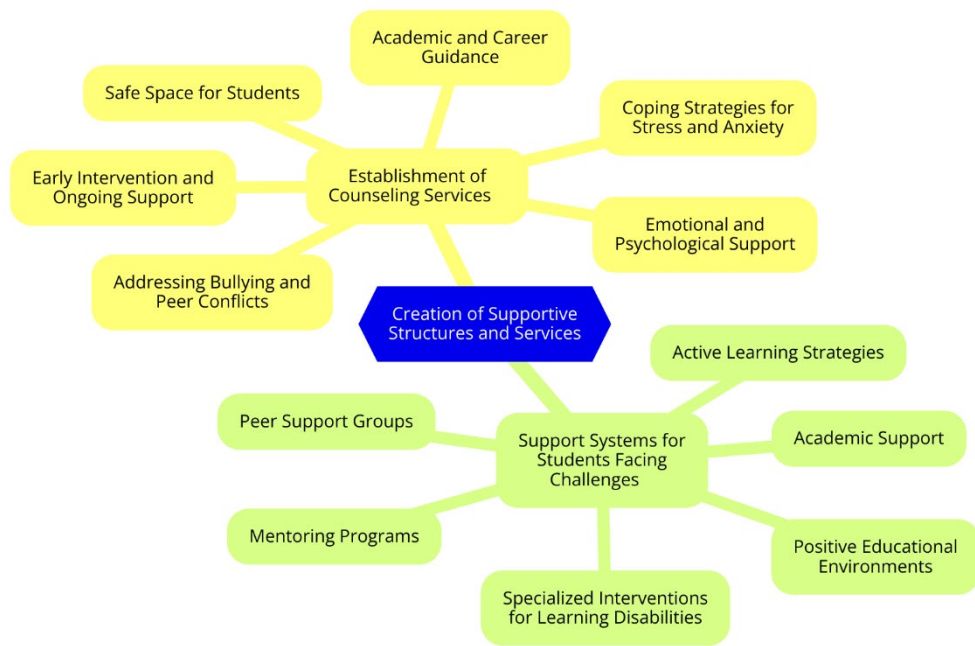 Academic and Career
Guidance
Safe Space for Students
Coping Strategies for
Stress and Anxiety
Establishment of
Counseling Services
Early Intervention and
Ongoing Support
Emotional and
Psychological Support
Addressing Bullying and
Peer Conflicts
Creation of Supportive
Structures and Services
Active Learning Strategies
Peer Support Groups
Support Systems for
Students Facing
Challenges
Academic Support
Mentoring Programs
Positive Educational
Environments
Specialized Interventions
for Learning Disabilities